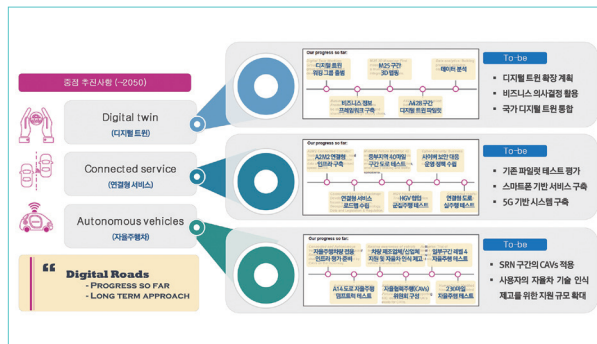 중점 추진사항 (~2050)
Digital twin
(디지털 트윈)
Connected service
(연결형 서비스)
Autonomous vehicles
(자율주행차)
Digital Roads
- PROGRESS SO FAR
- LONG TERM APPROACH
Our progress so far:
디지털 트윈
워킹 그룹 출범
M25 구간
3D 맵핑
데이터 분석
비즈니스 정보
프레임워크 구축
A428 구간
디지털 트윈 파일럿
To-be
▪ 디지털 트윈 확장 계획
▪ 비즈니스 의사결정 활용
▪ 국가 디지털 트윈 통합
Our progress so far:
A2M2 연결형
인프라 구축
중부지역 40마일
구간 도로 테스트
사이버 보안 대응
운영 정책 수립
연결형 서비스
로드맵 수립
HGV 협업
군집주행 테스트
연결형 도로
실주행 테스트
To-be
▪ 기존 파일럿 테스트 평가
▪ 스마트폰 기반 서비스 구축
▪ 5G 기반 시스템 구축
Our progress so far:
자율주행차량 전용
인프라 평가 준비
차량 제조업체/산업체
지원 및 자율차 인식 제고
일부구간 레벨 4
자율주행 테스트
A14 도로 자율주행
덤프트럭 테스트
자율협력주행(CAVs)
위원회 구성
230마일
자율주행 테스트
To-be
▪ SRN 구간의 CAVs 적용
▪ 사용자의 자율차 기술 인식
제고를 위한 지원 규모 확대